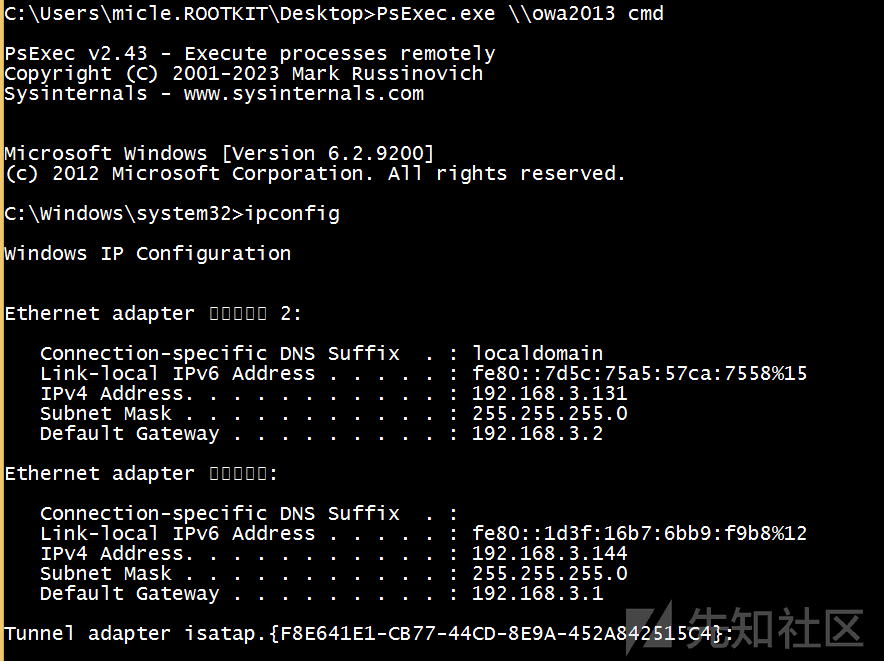 C:\Users\micle.ROOTKIT\Desktop>PsExec.exe \\owa2013 cmd
PsExec v2.43 - Execute processes remotely
Copyright (C) 2001-2023 Mark Russinovich
Sysinternals - www.sysinternals.com
Microsoft Windows [Version 6.2.9200]
(c) 2012 Microsoft Corporation. All rights reserved.
C:\Windows\system32>ipconfig
Windows IP Configuration
Ethernet adapter 2:
Connection-specific DNS Suffix . : localdomain
Link-local IPv6 Address . . . . . : fe80::7d5c:75a5:57ca:7558%15
IPv4 Address. . . . . . . . . . . : 192.168.3.131
Subnet Mask . . . . . . . . . . . : 255.255.255.0
Default Gateway . . . . . . . . . : 192.168.3.2
Ethernet adapter :
Connection-specific DNS Suffix . :
Link-local IPv6 Address . . . . . : fe80::1d3f:16b7:6bb9:f9b8%12
IPv4 Address. . . . . . . . . . . : 192.168.3.144
Subnet Mask . . . . . . . . . . . : 255.255.255.0
Default Gateway . . . . . . . . . : 192.168.3.1
Tunnel adapter isatap.{F8E641E1-CB77-44CD-8E9A-452A842515C4}:
先知社区